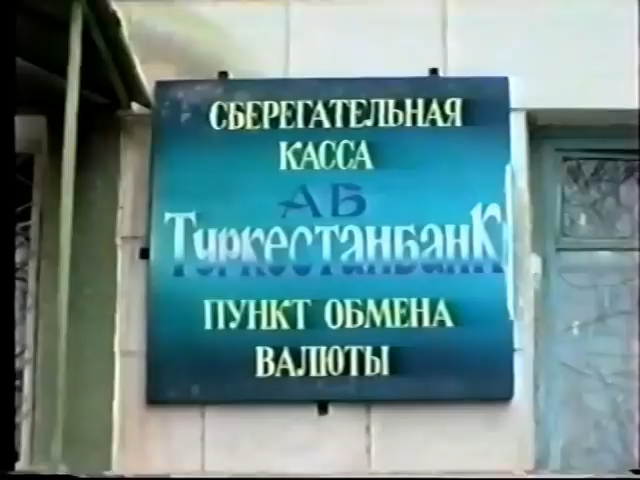 СБЕРЕГАТЕЛЬНАЯ
КАССА
АБ
ТуркестанбанК
ПУНКТ ОБМЕНА
ВАЛЮТЫ